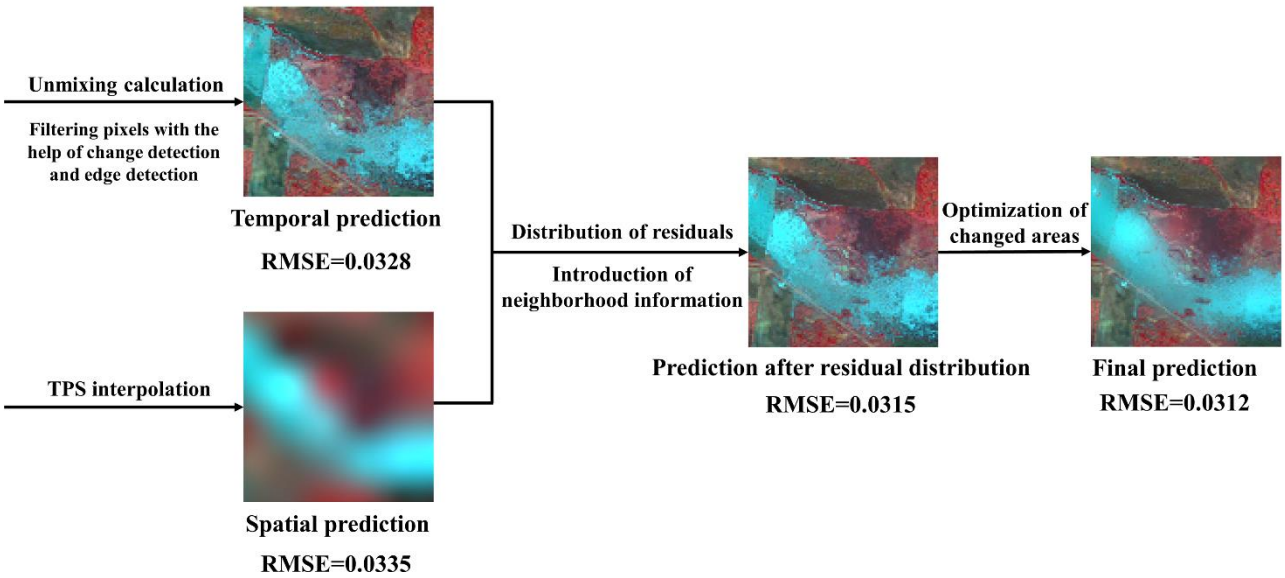 Unmixing calculation
Filtering pixels with the
help of change detection
and edge detection
Temporal prediction
RMSE=0.0328
TPS interpolation
Spatial prediction
RMSE=0.0335
Distribution of residuals
Introduction of
neighborhood information
Prediction after residual distribution
RMSE=0.0315
Optimization of
changed areas
Final prediction
RMSE=0.0312